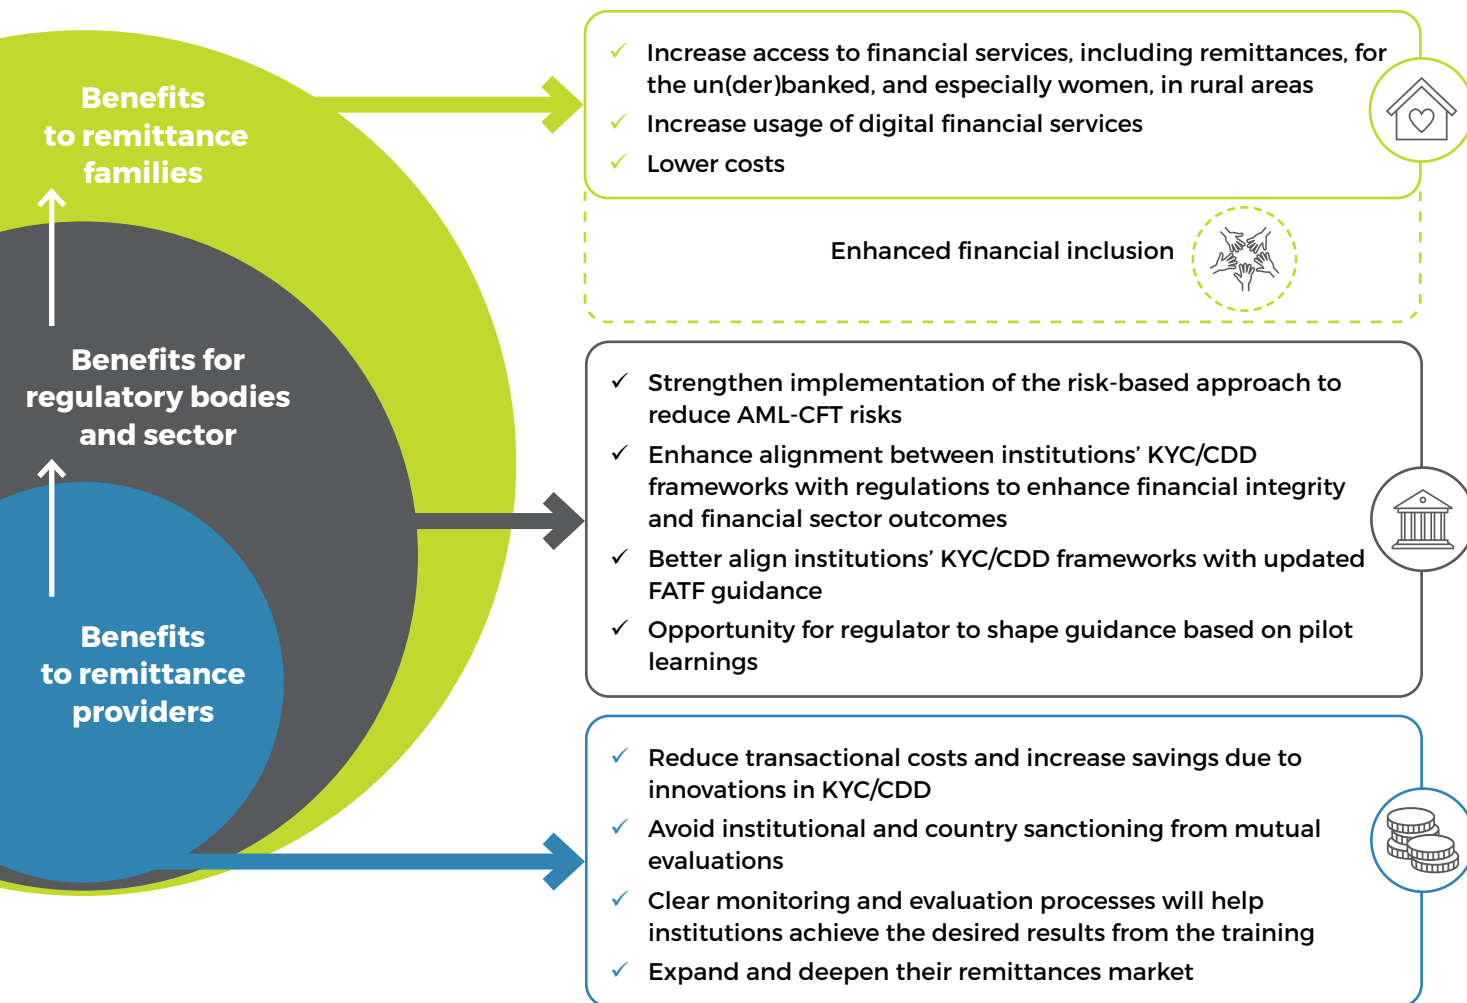 Benefits
to remittance
families
Increase access to financial services, including remittances, for
the un(der)banked, and especially women, in rural areas
Increase usage of digital financial services
Lower costs
Enhanced financial inclusion
Benefits for
regulatory bodies
and sector
Strengthen implementation of the risk-based approach to
reduce AML-CFT risks
Enhance alignment between institutions’ KYC/CDD
frameworks with regulations to enhance financial integrity
and financial sector outcomes
Better align institutions’ KYC/CDD frameworks with updated
FATF guidance
Opportunity for regulator to shape guidance based on pilot
learnings
Benefits
to remittance
providers
Reduce transactional costs and increase savings due to
innovations in KYC/CDD
Avoid institutional and country sanctioning from mutual
evaluations
Clear monitoring and evaluation processes will help
institutions achieve the desired results from the training
Expand and deepen their remittances market